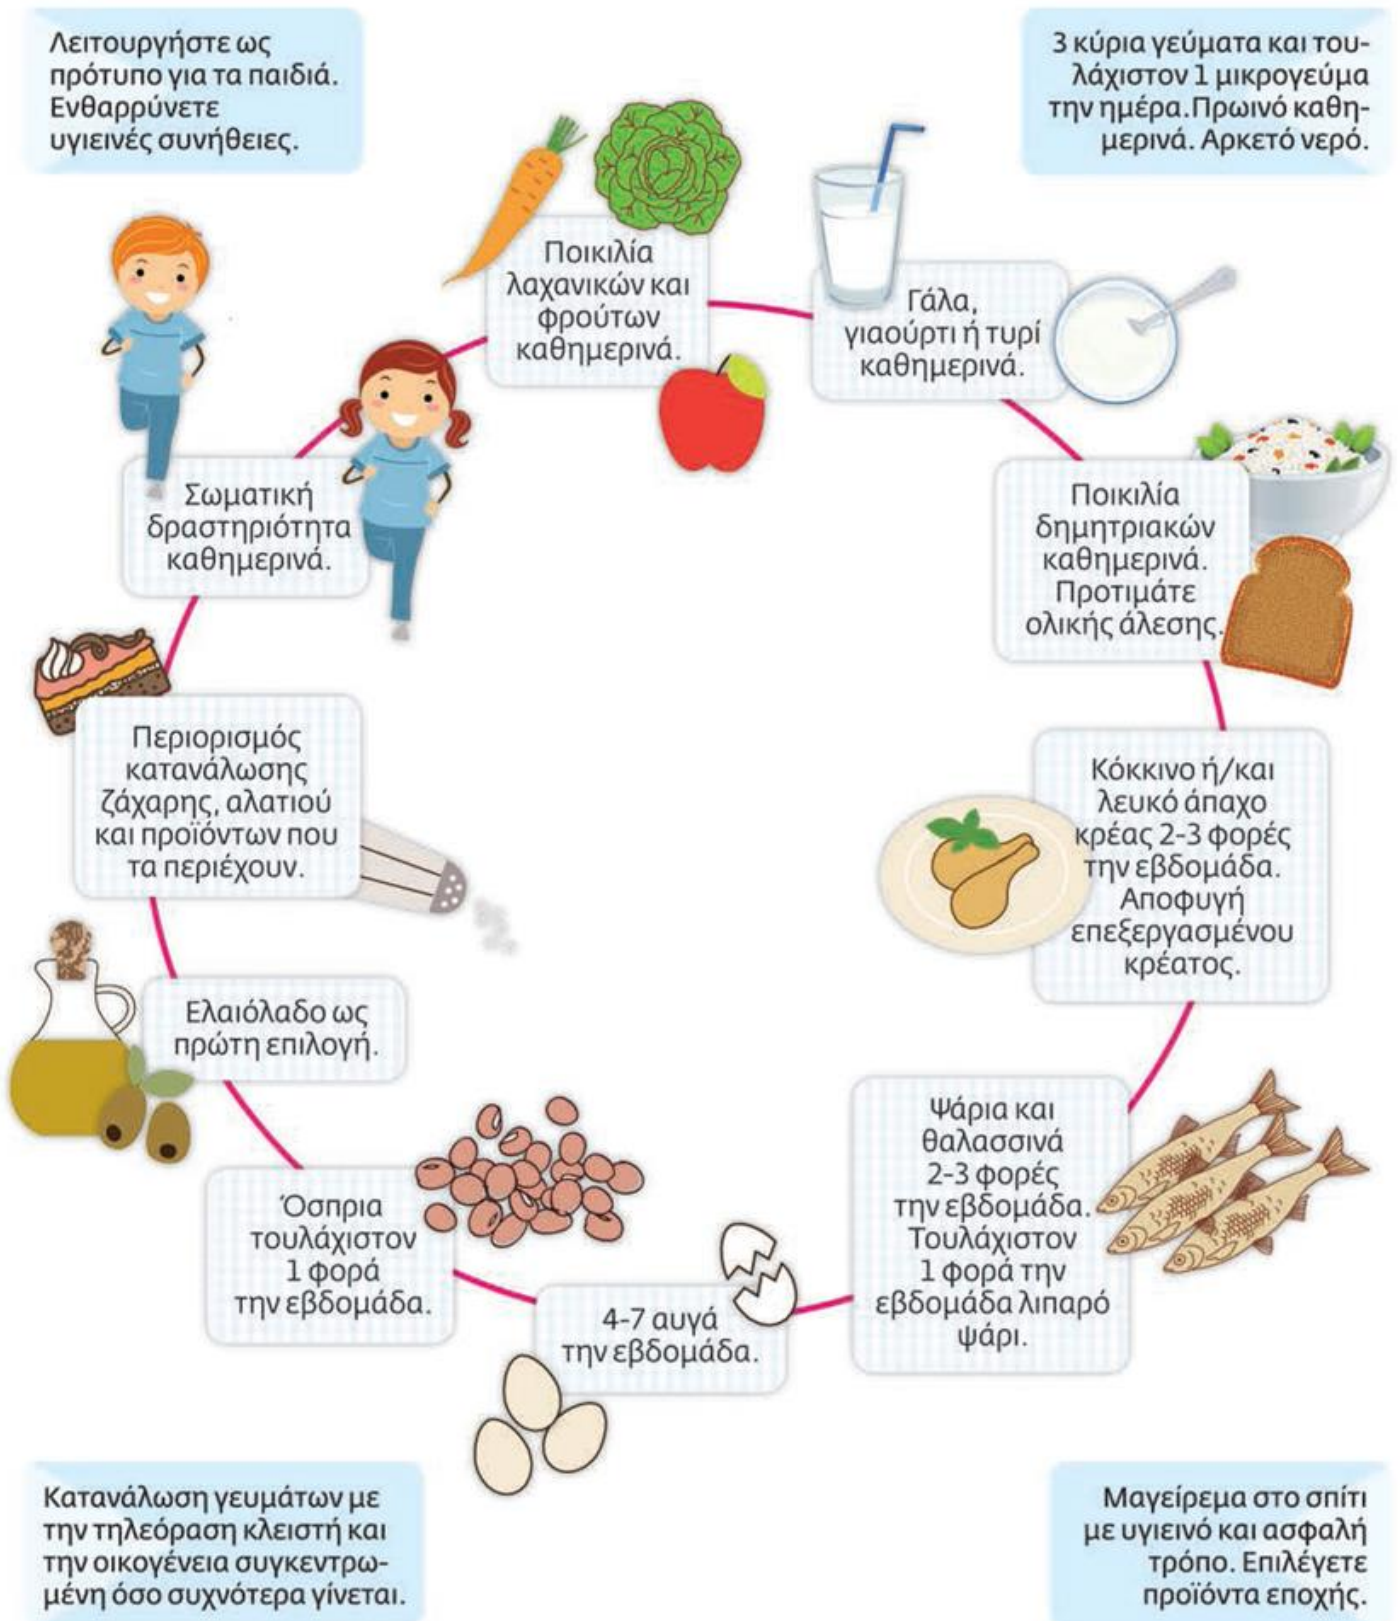 Λειτουργήστε ως
πρότυπο για τα παιδιά.
Ενθαρρύνετε
υγιεινές συνήθειες.
3 κύρια γεύματα και του-
λάχιστον 1 μικρογεύμα
την ημέρα.Πρωινό καθη-
μερινά. Αρκετό νερό.
Ποικιλία
λαχανικών και
φρούτων
καθημερινά.
Γάλα,
γιαούρτι ή τυρί
καθημερινά.
Ποικιλία
δημητριακών
καθημερινά.
Προτιμάτε
ολικής άλεσης.
Κόκκινο ή/και
λευκό άπαχο
κρέας 2-3 φορές
την εβδομάδα.
Αποφυγή
επεξεργασμένου
κρέατος.
Ψάρια και
θαλασσινά
2-3 φορές
την εβδομάδα.
Τουλάχιστον
1 φορά την
εβδομάδα λιπαρό
ψάρι.
4-7 αυγά
την εβδομάδα.
Όσπρια
τουλάχιστον
1 φορά
την εβδομάδα.
Ελαιόλαδο ως
πρώτη επιλογή.
Περιορισμός
κατανάλωσης
ζάχαρης, αλατιού
και προϊόντων που
τα περιέχουν.
Σωματική
δραστηριότητα
καθημερινά.
Κατανάλωση γευμάτων με
την τηλεόραση κλειστή και
την οικογένεια συγκεντρω-
μένη όσο συχνότερα γίνεται.
Μαγείρεμα στο σπίτι
με υγιεινό και ασφαλή
τρόπο. Επιλέγετε
προϊόντα εποχής.